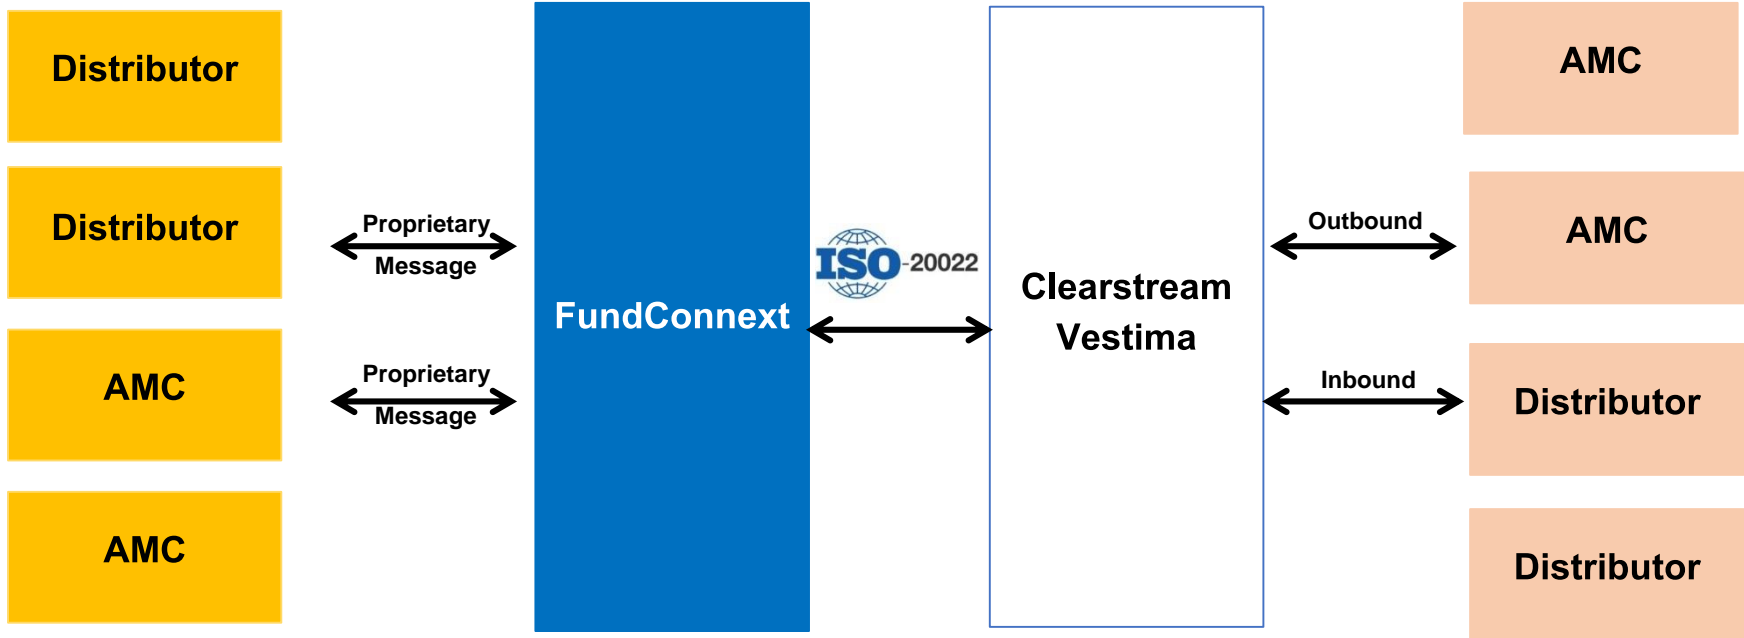 Distributor
Distributor
AMC
AMC
Proprietary
Message
Proprietary
Message
FundConnext
ISO-20022
Clearstream
Vestima
Outbound
Inbound
AMC
AMC
Distributor
Distributor